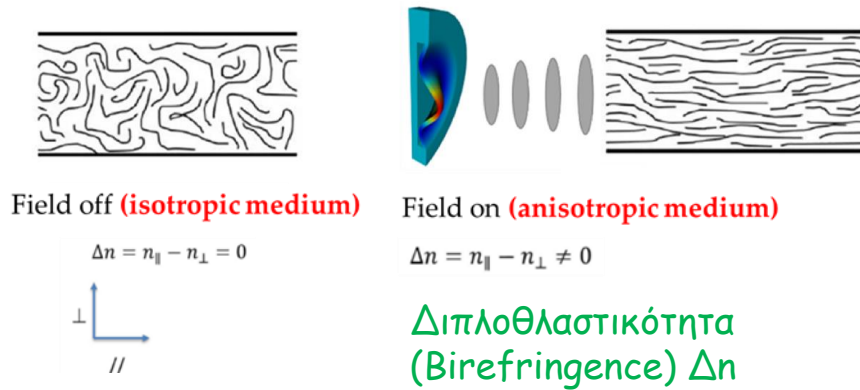 Field off (isotropic medium)
Δn = n∥ − n⊥ = 0
⊥
//
Field on (anisotropic medium)
Δn = n∥ − n⊥ ≠ 0
Διπλοθλαστικότητα
(Birefringence) Δn